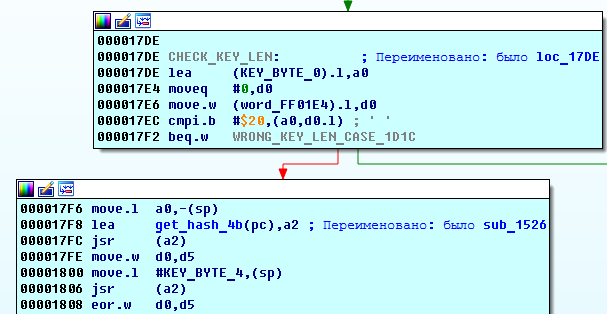 000017DE
000017DE CHECK_KEY_LEN: ; Переименовано: было loc_17DE
000017DE lea (KEY_BYTE_0).l,a0
000017E4 moveq #0,d0
000017E6 move.w (word_FF01E4).l,d0
000017EC cmpi.b #$20,(a0,d0.l) ; ' '
000017F2 beq.w WRONG_KEY_LEN_CASE_1D1C
000017F6 move.l a0,-(sp)
000017F8 lea get_hash_4b(pc),a2 ; Переименовано: было sub_1526
000017FC jsr (a2)
000017FE move.w d0,d5
00001800 move.l #KEY_BYTE_4,(sp)
00001806 jsr (a2)
00001808 eor.w d0,d5